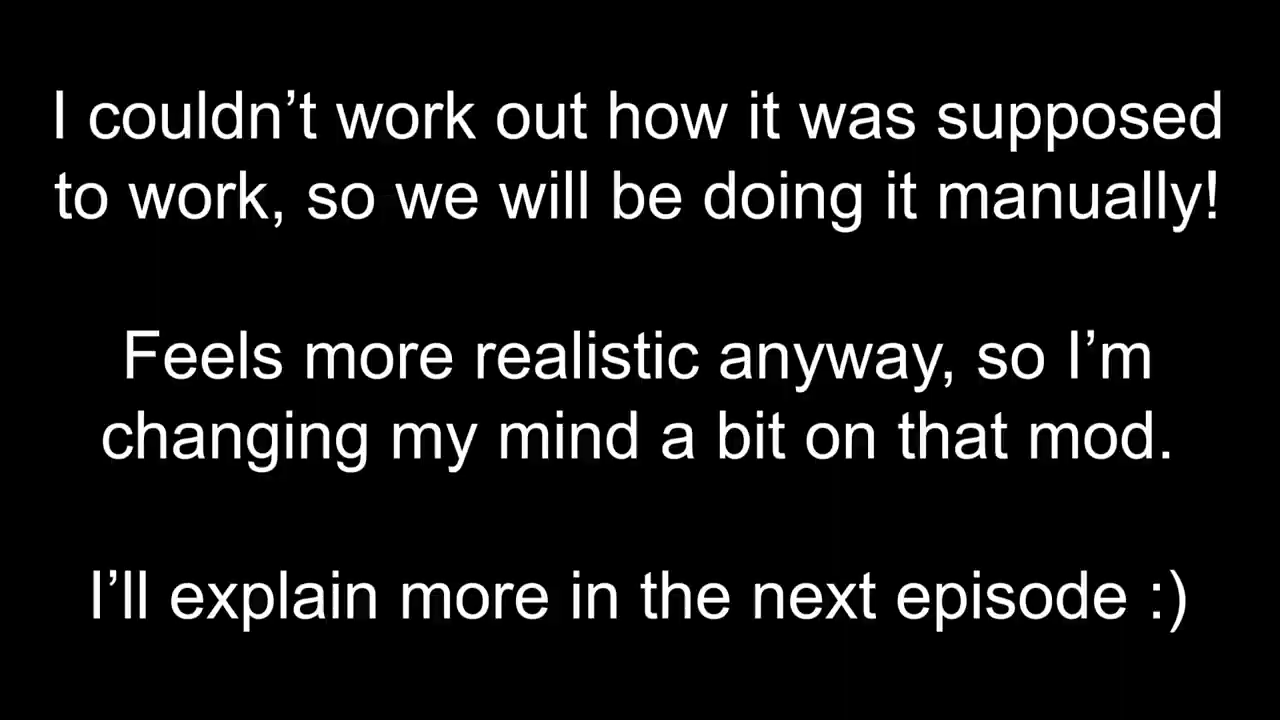 I couldn’t work out how it was supposed
to work, so we will be doing it manually!
Feels more realistic anyway, so I’m
changing my mind a bit on that mod.
I’ll explain more in the next episode :)